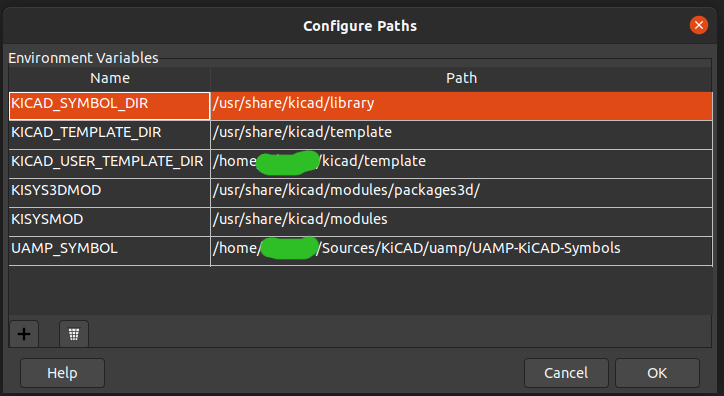 Configure Paths
Environment Variables
Name Path
KICAD_SYMBOL_DIR /usr/share/kicad/library
KICAD_TEMPLATE_DIR /usr/share/kicad/template
KICAD_USER_TEMPLATE_DIR /home /kicad/template
KISYS3DMOD /usr/share/kicad/modules/packages3d/
KISYSMOD /usr/share/kicad/modules
UAMP_SYMBOL /home/ /Sources/KiCAD/uamp/UAMP-KiCAD-Symbols
Help Cancel OK